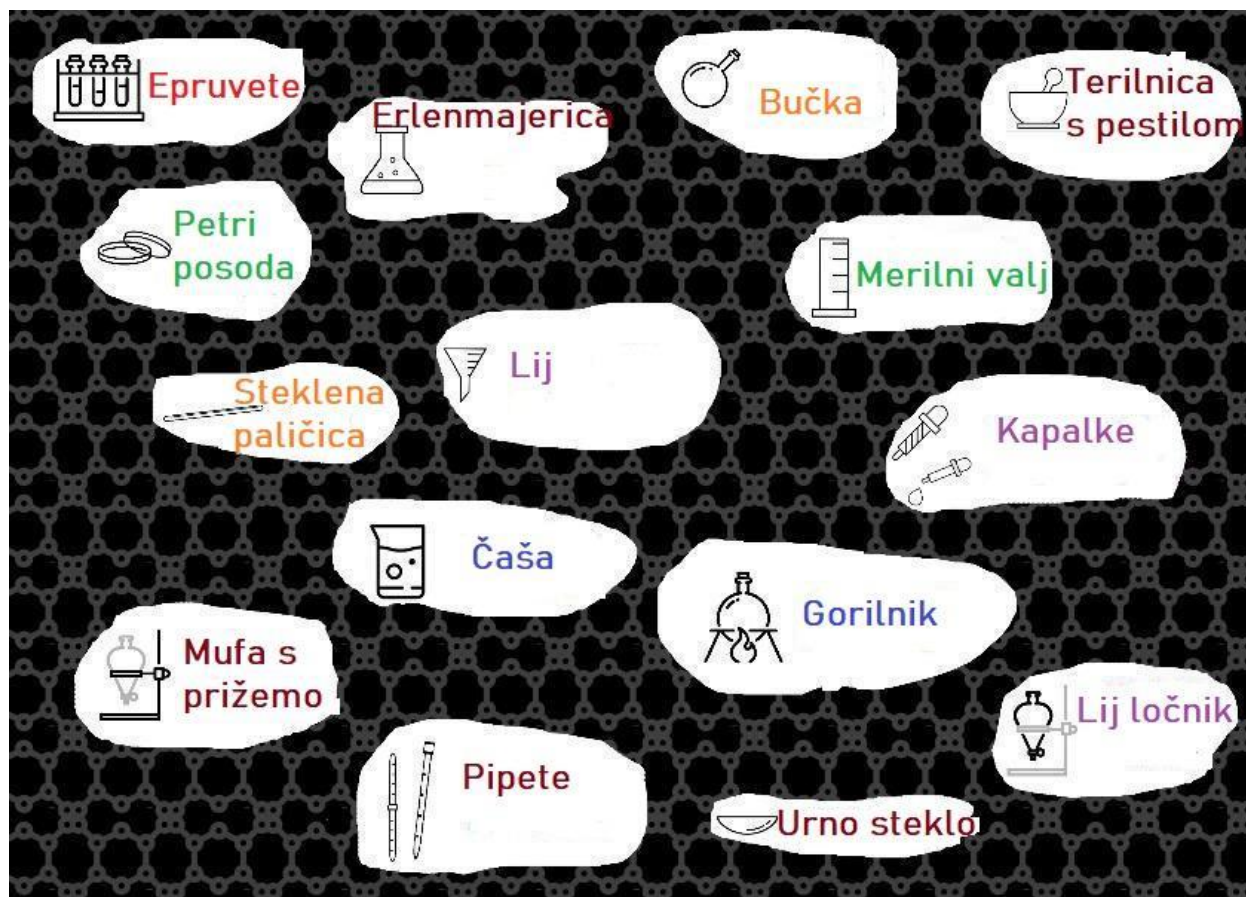 Epruvete
Erlenmajerica
Bučka
Terilnica
s pestilom
Petri
posoda
Merilni valj
Lij
Steklena
paličica
Kapalke
Čaša
Gorilnik
Mufa s
prižemo
Lij ločnik
Pipete
Urno steklo